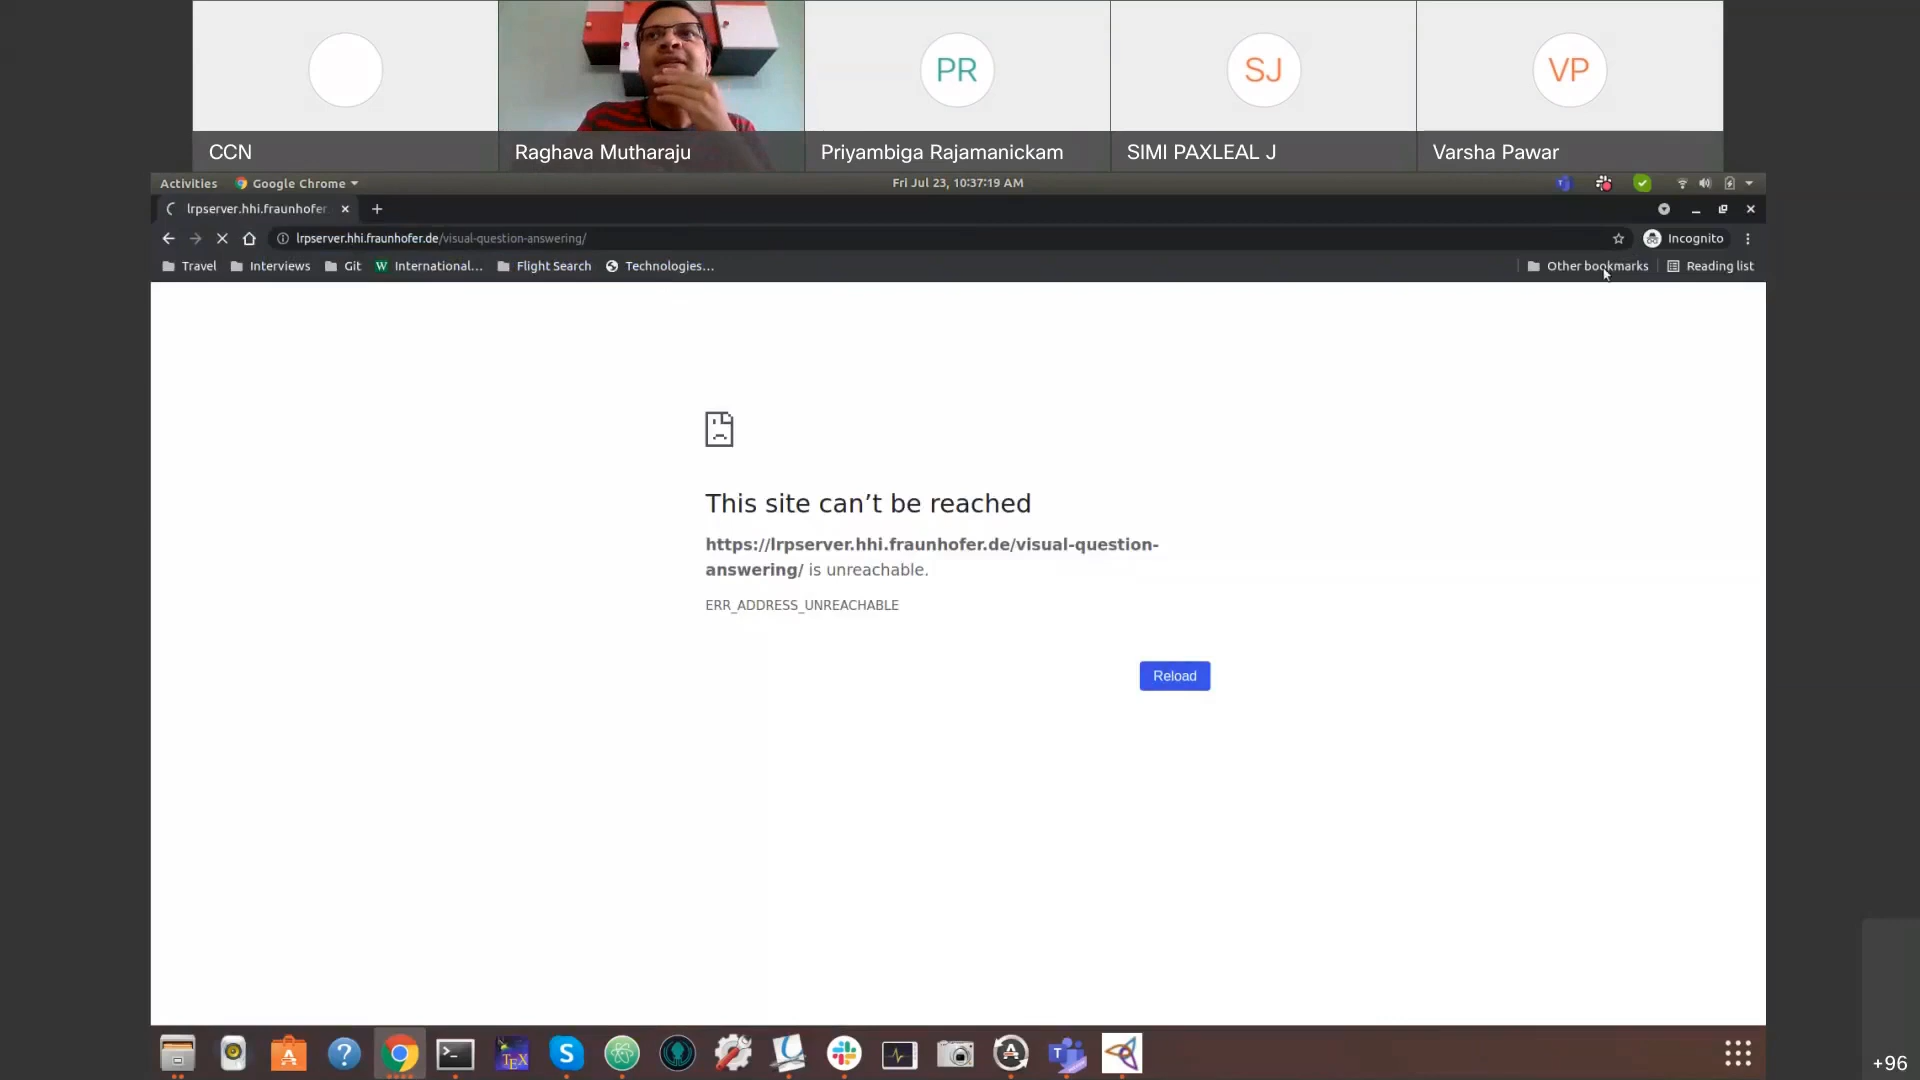 PR
SJ
VP
CCN
Raghava Mutharaju
Priyambiga Rajamanickam
SIMI PAXLEAL J
Varsha Pawar
Activities
Google Chrome
Fri Jul 23, 10:37:19 AM
lrpserver.hhi.fraunhofer
lrpserver.hhi.fraunhofer.de/visual-question-answering/
Incognito
Travel
Interviews
Git
W International...
Flight Search
Technologies...
Other bookmarks
Reading list
This site can’t be reached
https://lrpserver.hhi.fraunhofer.de/visual-question-
answering/ is unreachable.
ERR_ADDRESS_UNREACHABLE
Reload
TEX
+96